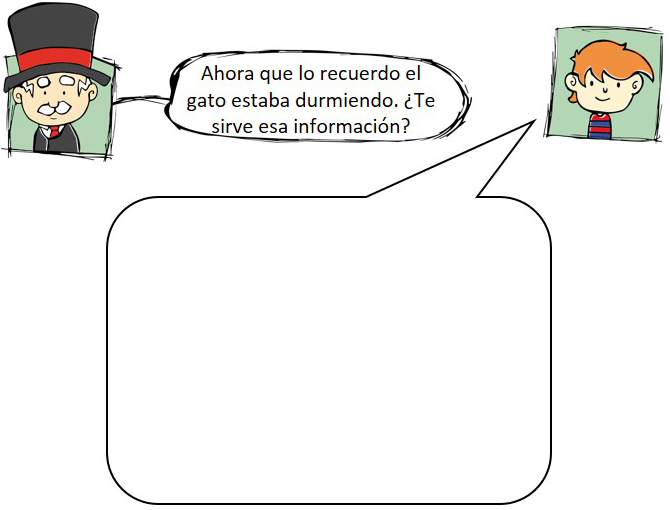 Ahora que lo recuerdo el
gato estaba durmiendo. ¿Te
sirve esa información?